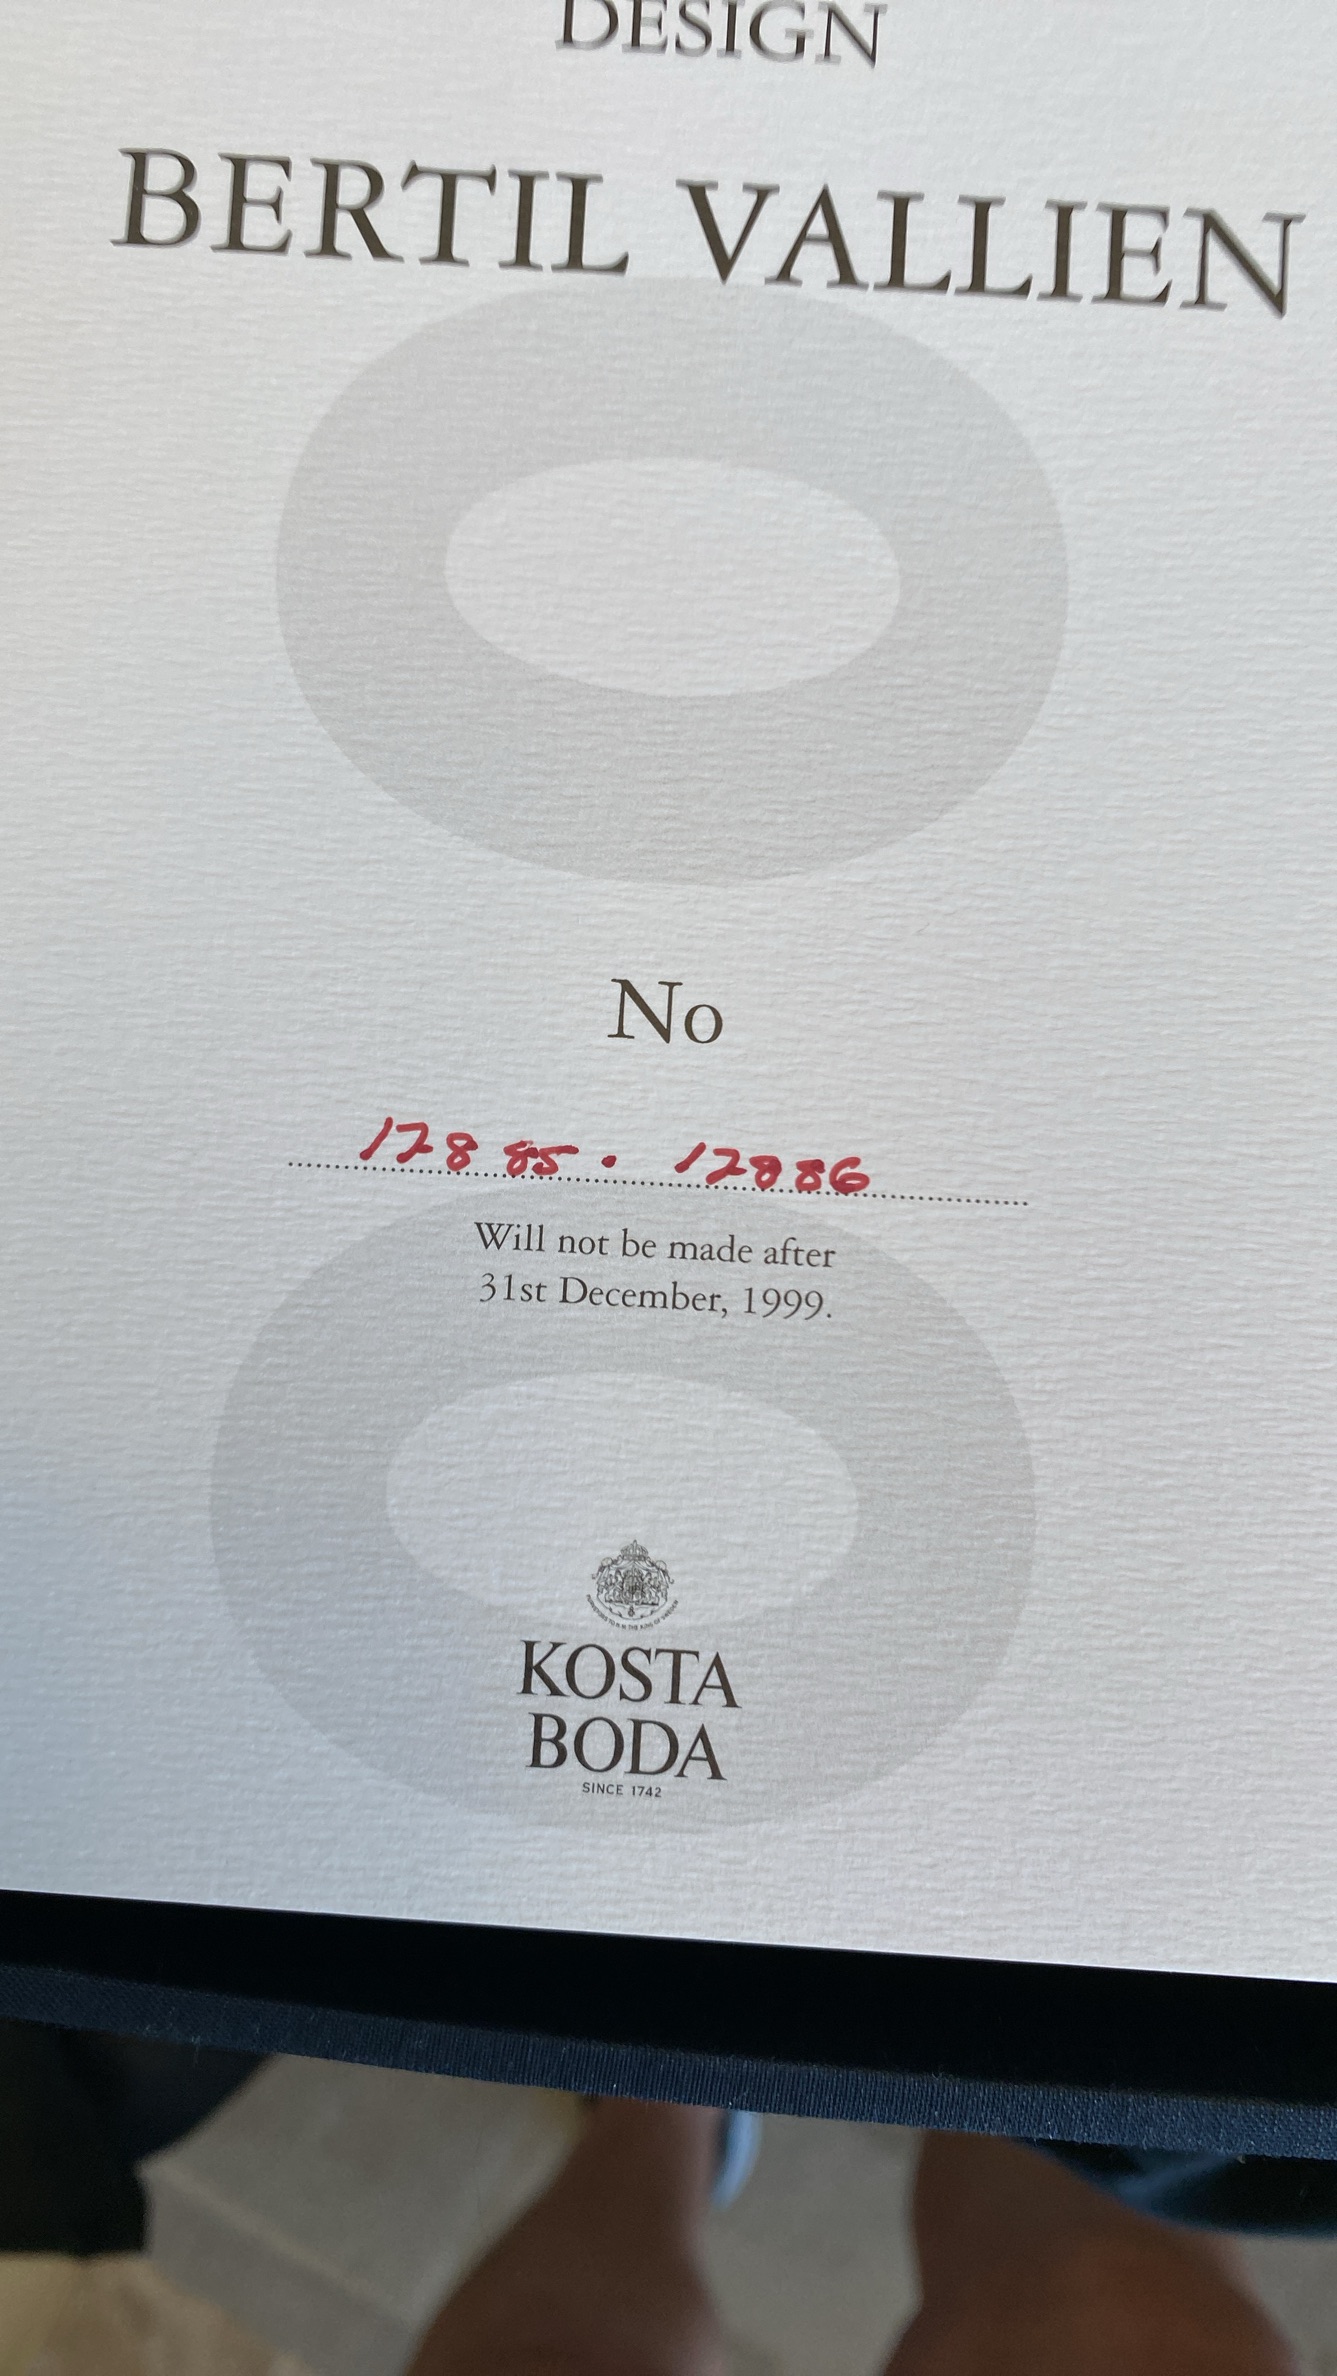 DESIGN
BERTIL VALLIEN
No
12885. 12886
Will not be made after
31st December, 1999.
KOSTA
BODA
SINCE 1742